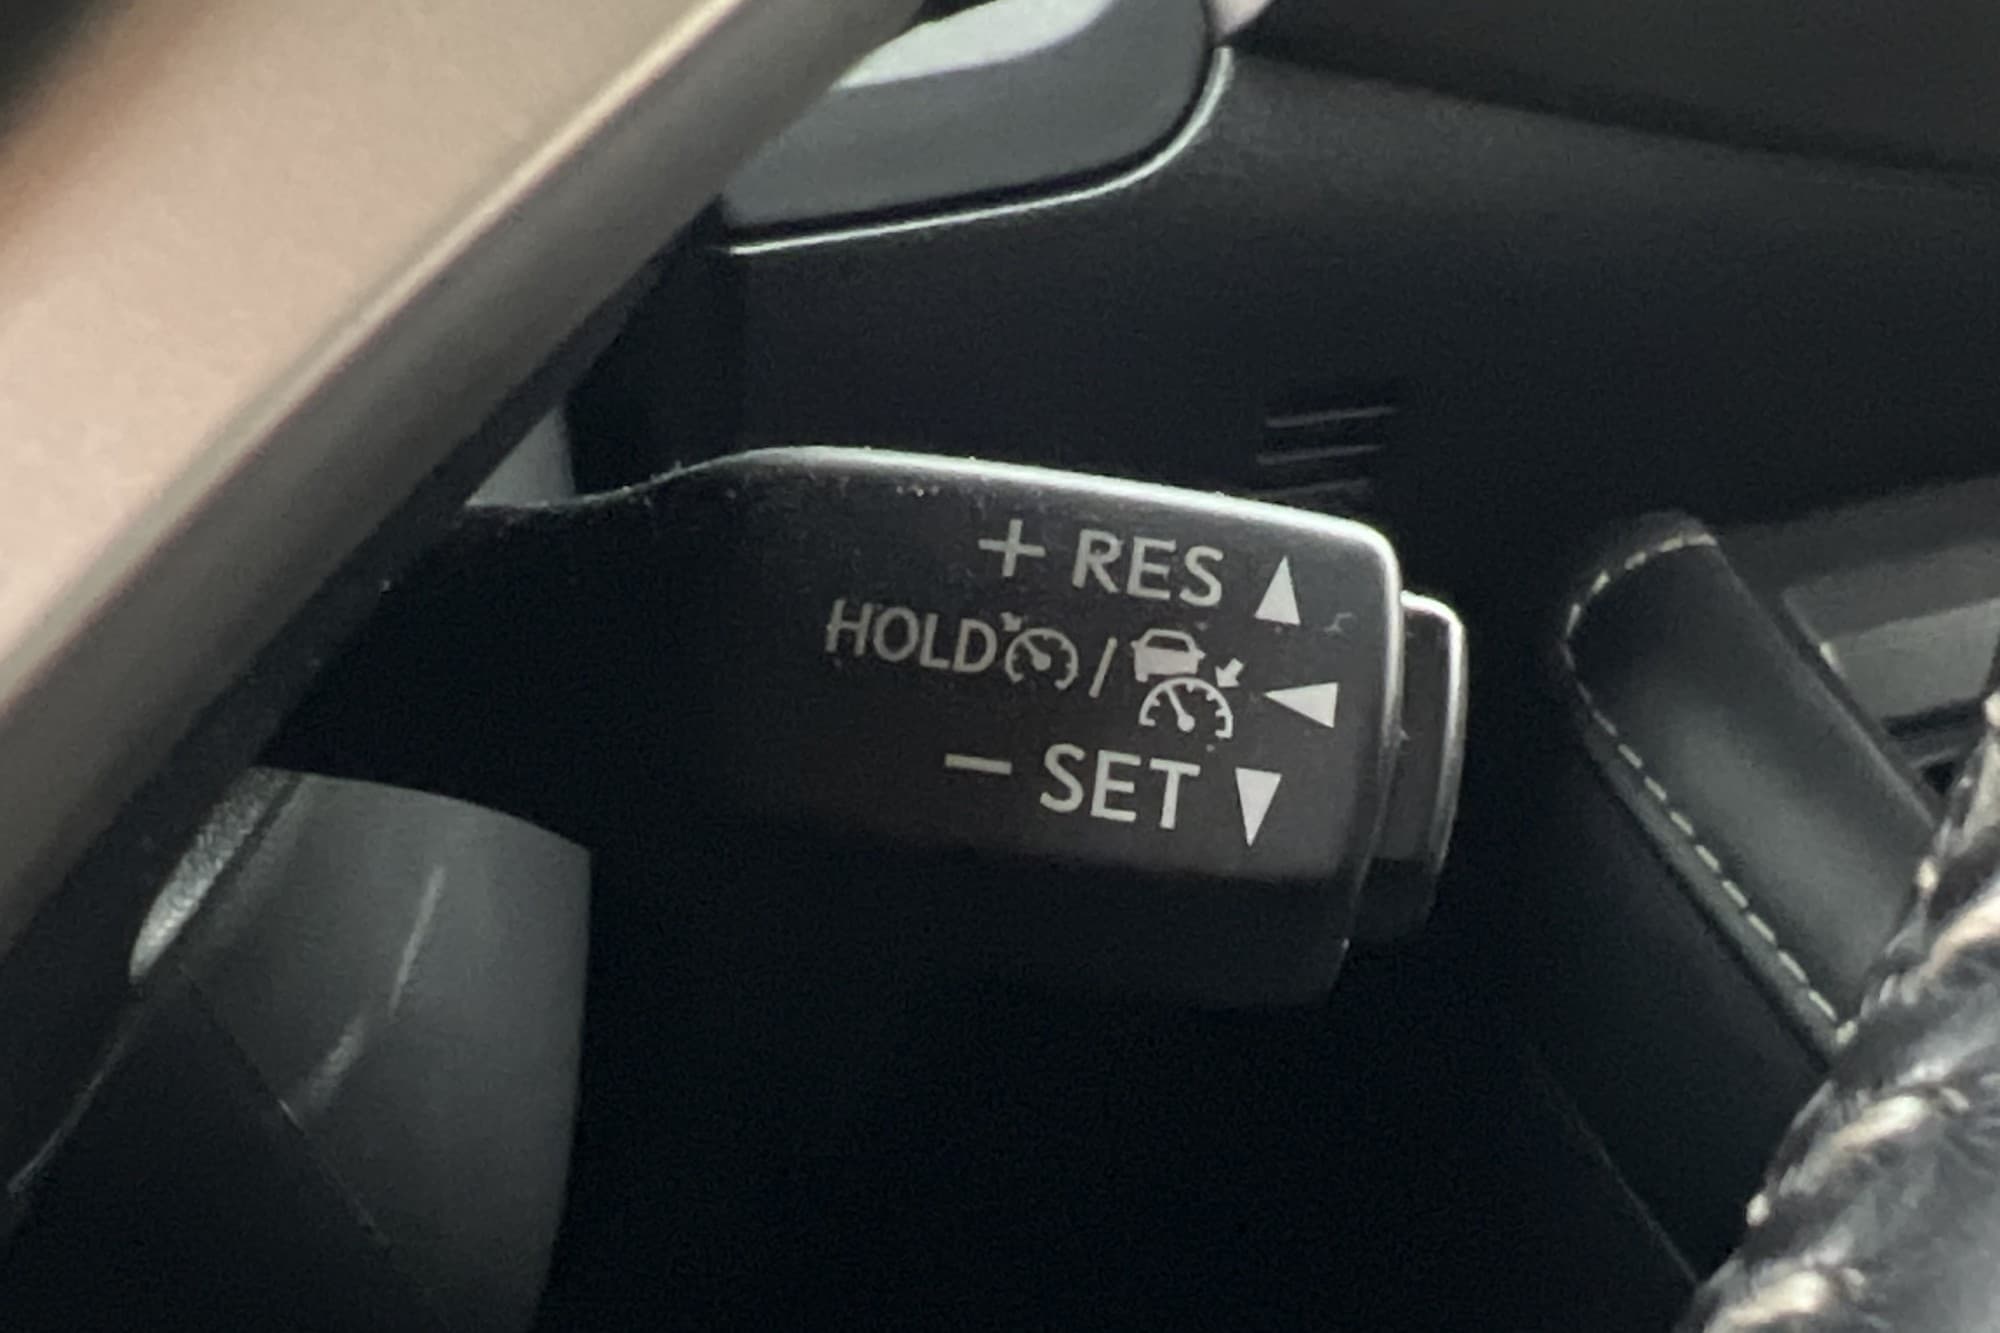 + RES
HOLD /
− SET